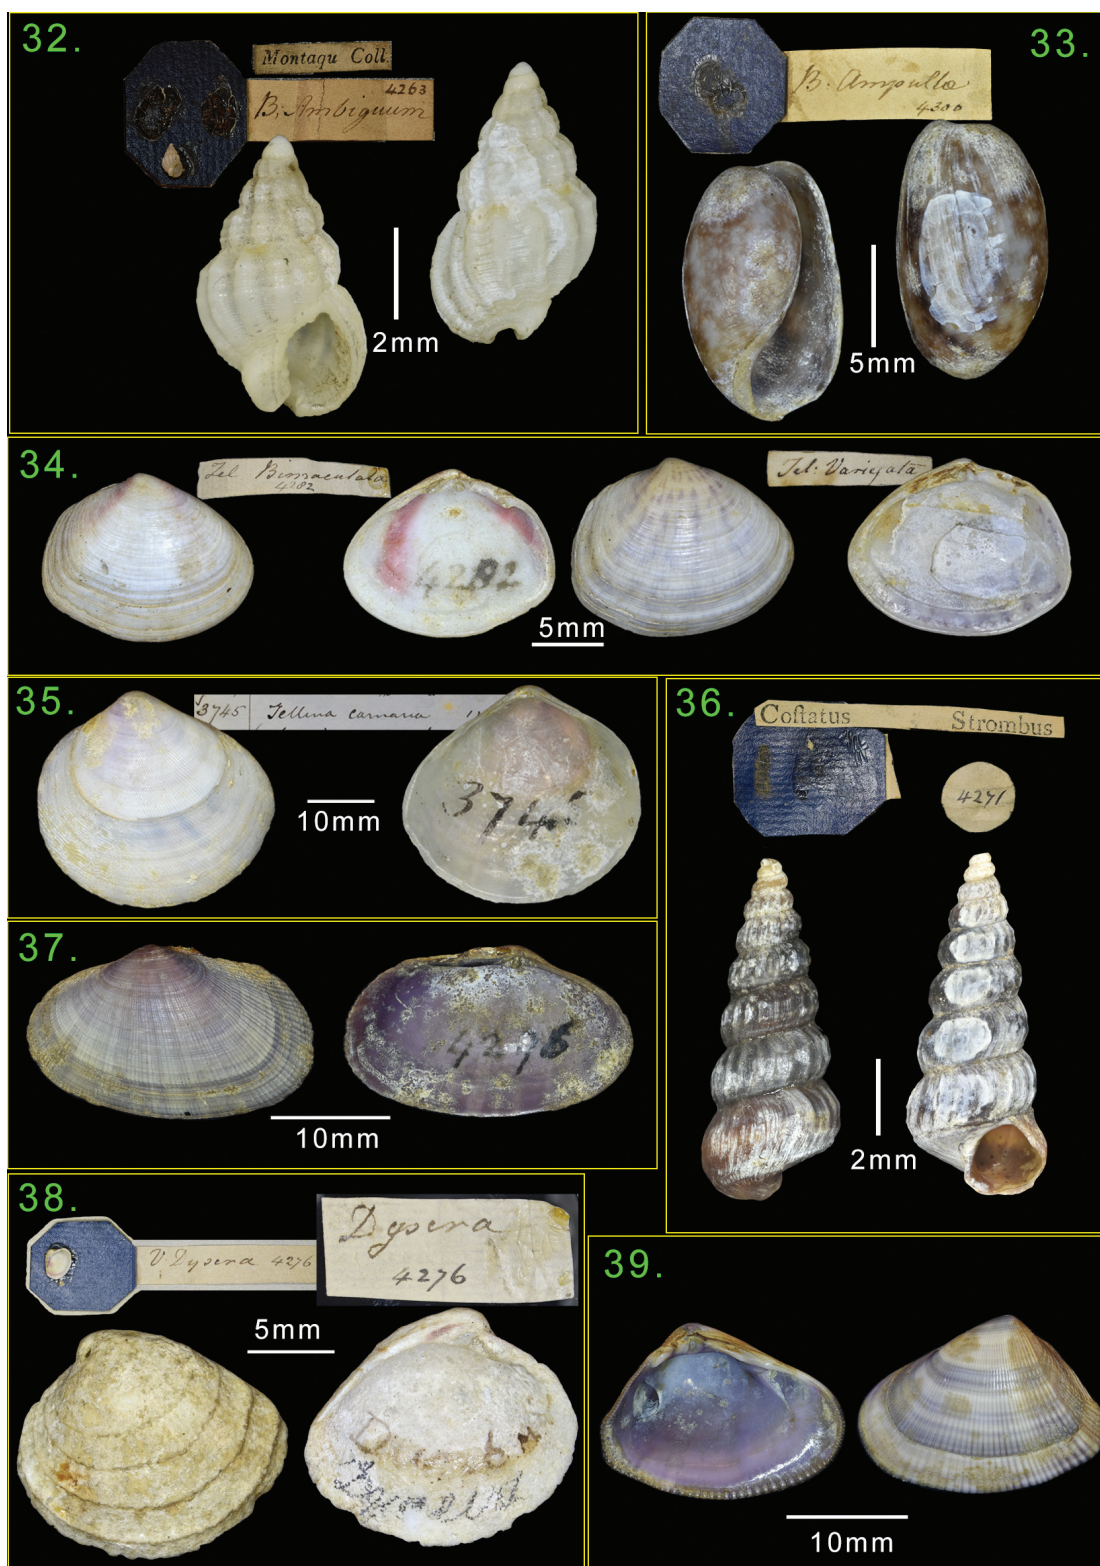 32.
Montagu Coll.
4263
B. Ambiguum
2mm
33.
B. Ampulla
4300
5mm
34.
Tel Bimaculata
4282
4282
Tel: Variegata
5mm
35.
3745 Tellina carnaria
3745
10mm
36.
Coſtatus Strombus
4271
2mm
37.
4296
10mm
38.
V Dysera 4276
Dysera
4276
5mm
39.
10mm